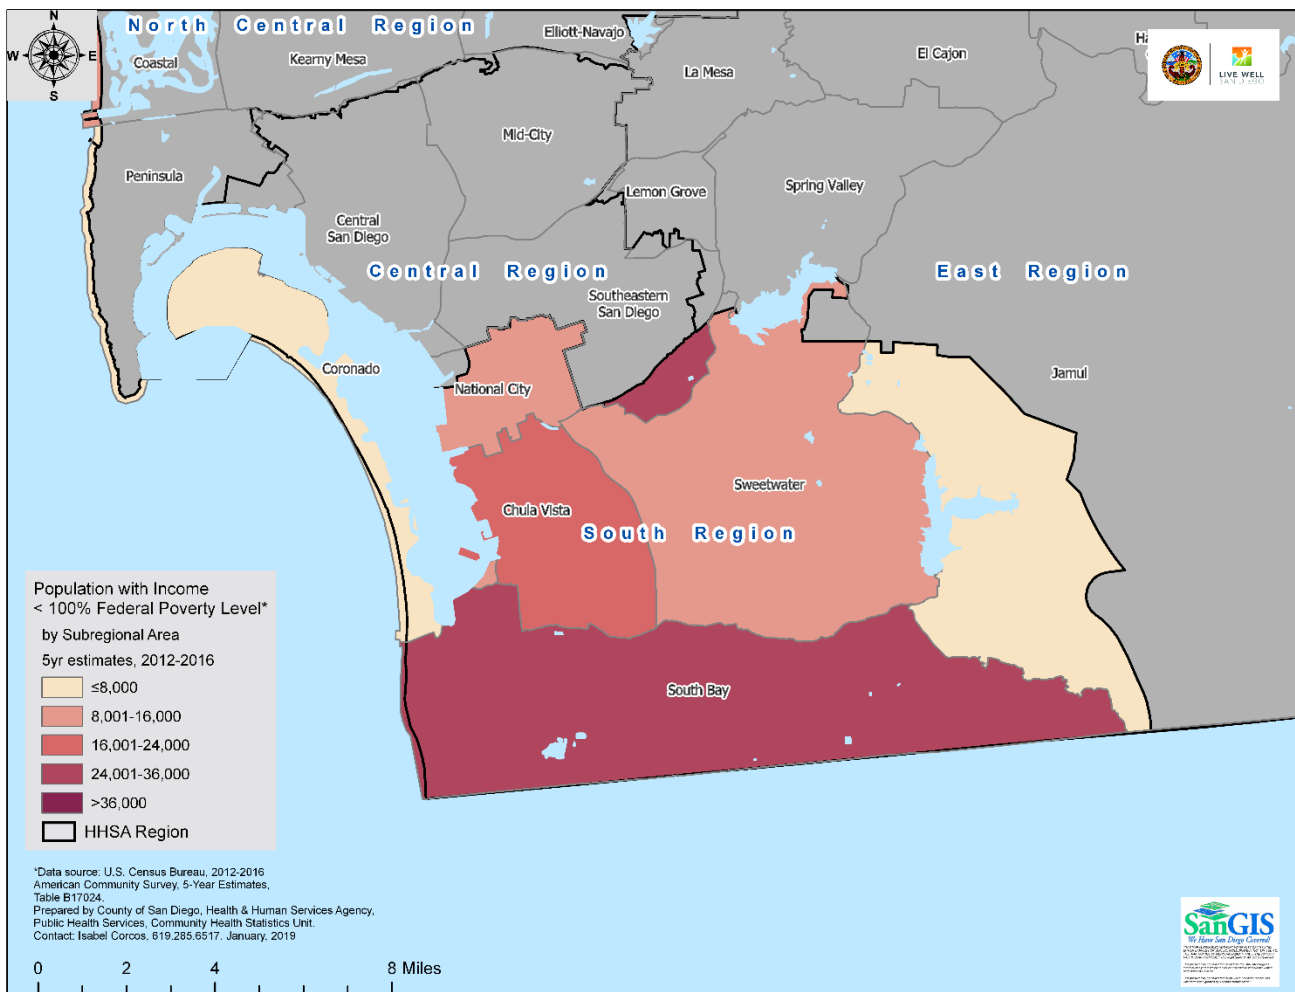 North Central Region
N
W
E
S
Coastal
Kearny Mesa
Elliott-Navajo
La Mesa
El Cajon
Ha
LIVE WELL
SAN DIEGO
Mid-City
Peninsula
Lemon Grove
Spring Valley
Central
San Diego
Central Region
East Region
Southeastern
San Diego
Coronado
National City
Jamul
Sweetwater
Chula Vista
South Region
South Bay
Population with Income
< 100% Federal Poverty Level*
by Subregional Area
5yr estimates, 2012-2016
≤8,000
8,001-16,000
16,001-24,000
24,001-36,000
>36,000
HHSA Region
*Data source: U.S. Census Bureau, 2012-2016
American Community Survey, 5-Year Estimates,
Table B17024.
Prepared by County of San Diego, Health & Human Services Agency,
Public Health Services, Community Health Statistics Unit.
Contact: Isabel Corcos, 619.285.6517. January, 2019
0 2 4 8 Miles
SanGIS
We Have San Diego Covered!